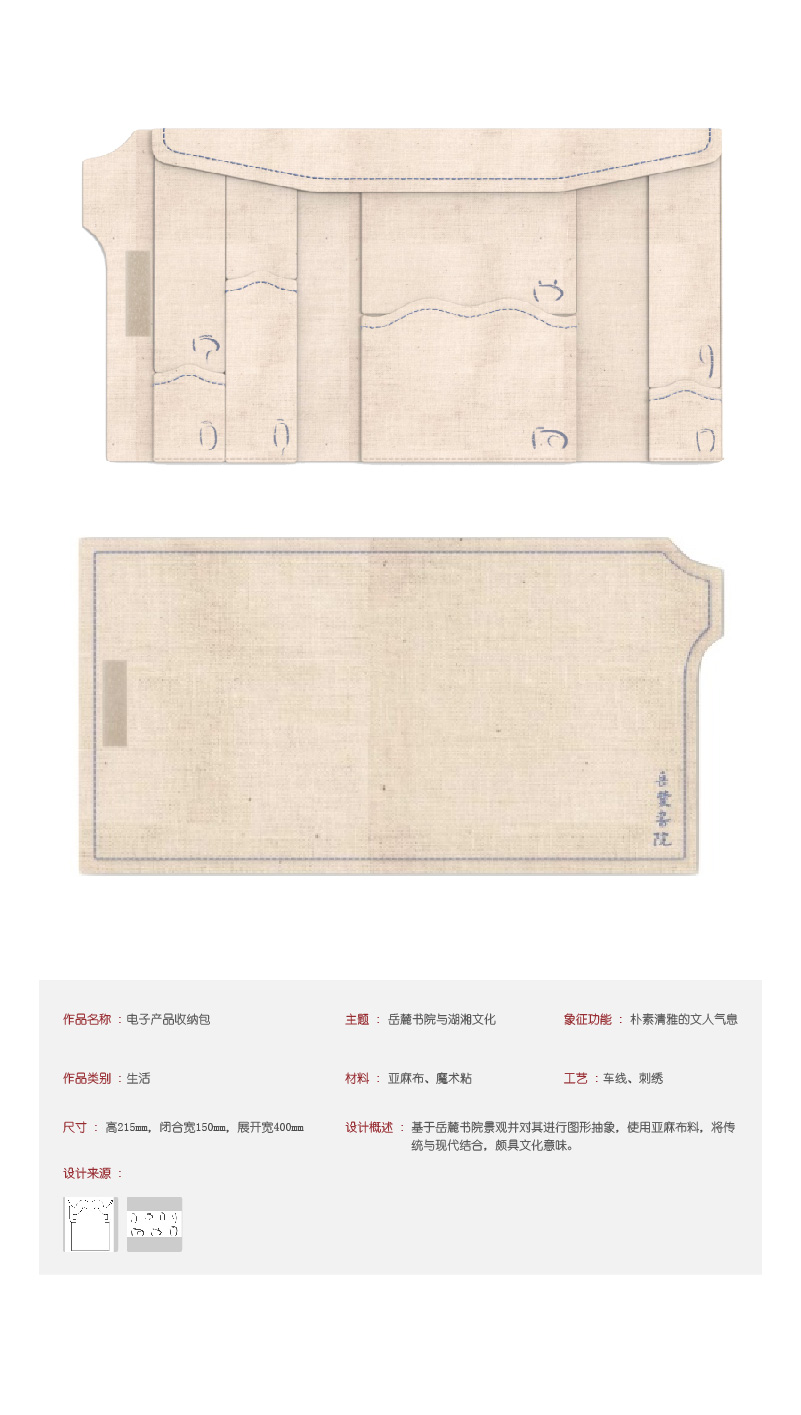 岳麓書院
作品名称 : 电子产品收纳包
主题 : 岳麓书院与湖湘文化
象征功能 : 朴素清雅的文人气息
作品类别 : 生活
材料 : 亚麻布、魔术粘
工艺 : 车线、刺绣
尺寸 : 高215mm, 闭合宽150mm, 展开宽400mm
设计概述 : 基于岳麓书院景观并对其进行图形抽象, 使用亚麻布料, 将传
统与现代结合, 颇具文化意味。
设计来源 :